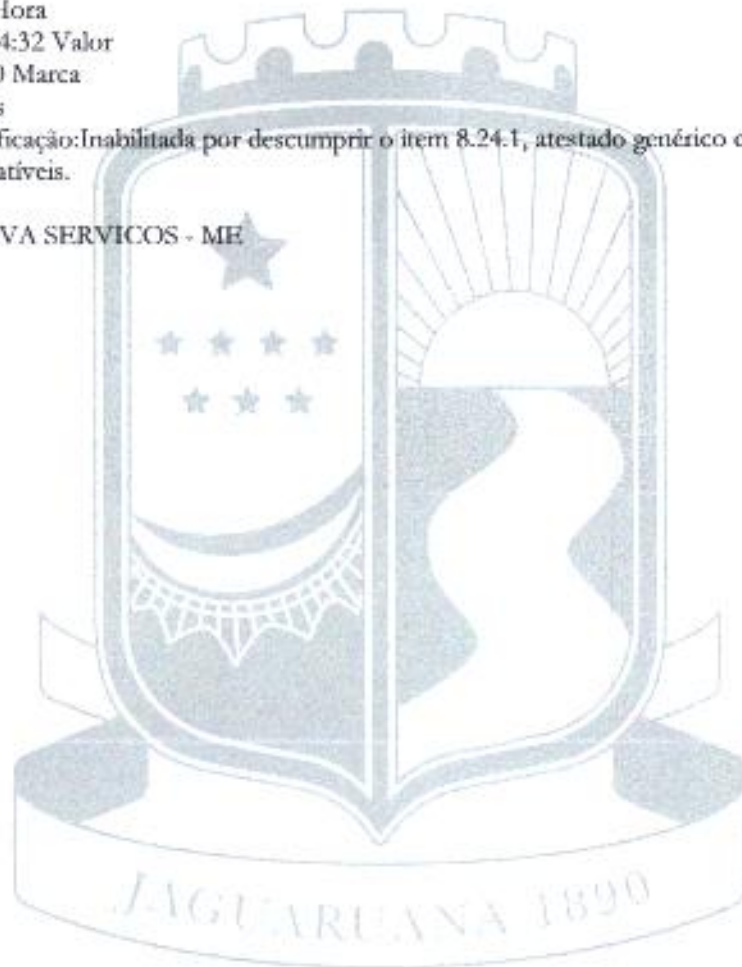 Hora
4:32 Valor
0 Marca
s
ficação:Inabilitada por descumprir o item 8.24.1, atestado genérico c
atíveis.
VA SERVICOS - ME
JAGUARUANA 1890